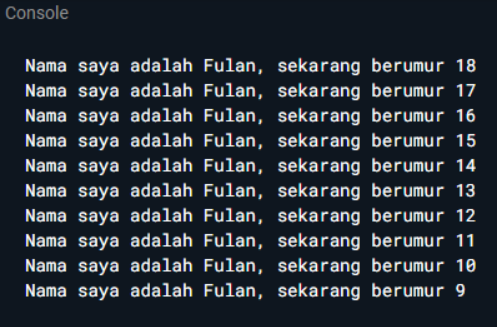 Console
Nama saya adalah Fulan, sekarang berumur 18
Nama saya adalah Fulan, sekarang berumur 17
Nama saya adalah Fulan, sekarang berumur 16
Nama saya adalah Fulan, sekarang berumur 15
Nama saya adalah Fulan, sekarang berumur 14
Nama saya adalah Fulan, sekarang berumur 13
Nama saya adalah Fulan, sekarang berumur 12
Nama saya adalah Fulan, sekarang berumur 11
Nama saya adalah Fulan, sekarang berumur 10
Nama saya adalah Fulan, sekarang berumur 9